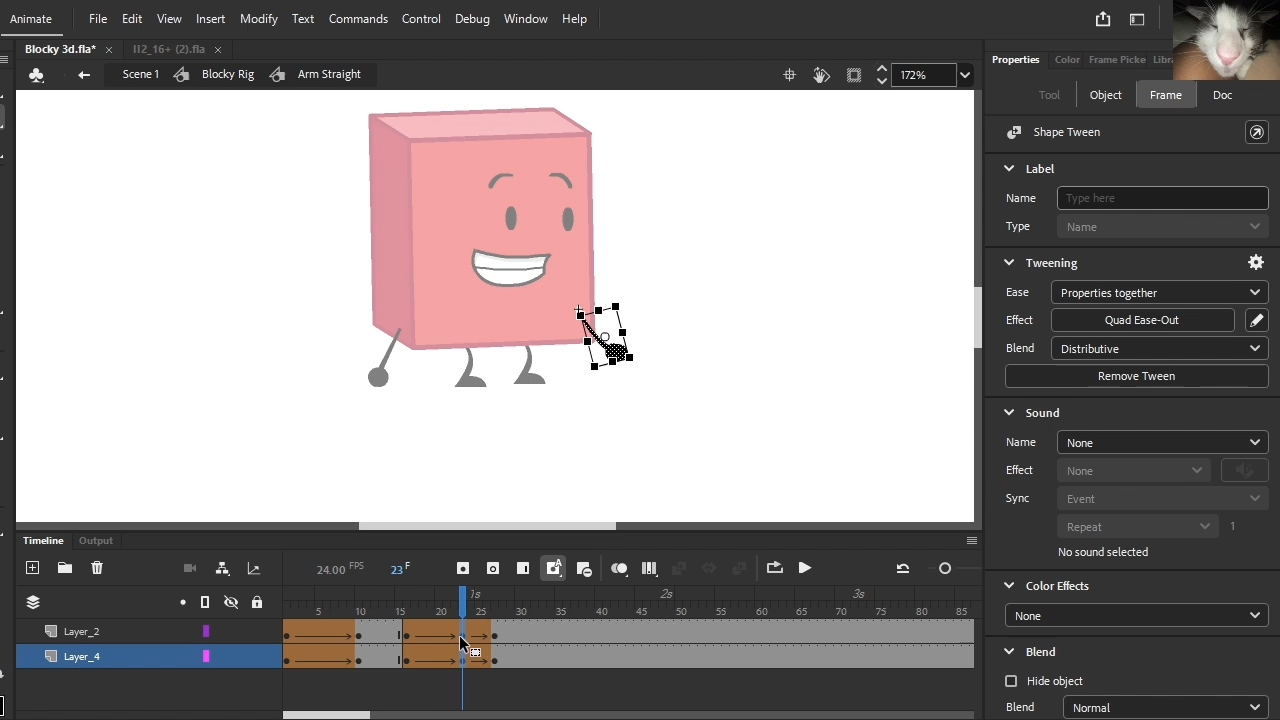 Animate File Edit View Insert Modify Text Commands Control Debug Window Help
Blocky 3d.fla* II2_16+ (2).fla
Scene 1 Blocky Rig Arm Straight 172%
Properties Color Frame Picke Libra
Tool Object Frame Doc
Shape Tween
Label
Name Type here
Type Name
Tweening
Ease Properties together
Effect Quad Ease-Out
Blend Distributive
Remove Tween
Sound
Name None
Effect None
Sync Event
Repeat 1
No sound selected
Color Effects
None
Blend
Hide object
Blend Normal
Timeline Output
24.00 FPS 23 F
1s 2s 3s
5 10 15 20 25 30 35 40 45 50 55 60 65 70 75 80 85
Layer_2
Layer_4